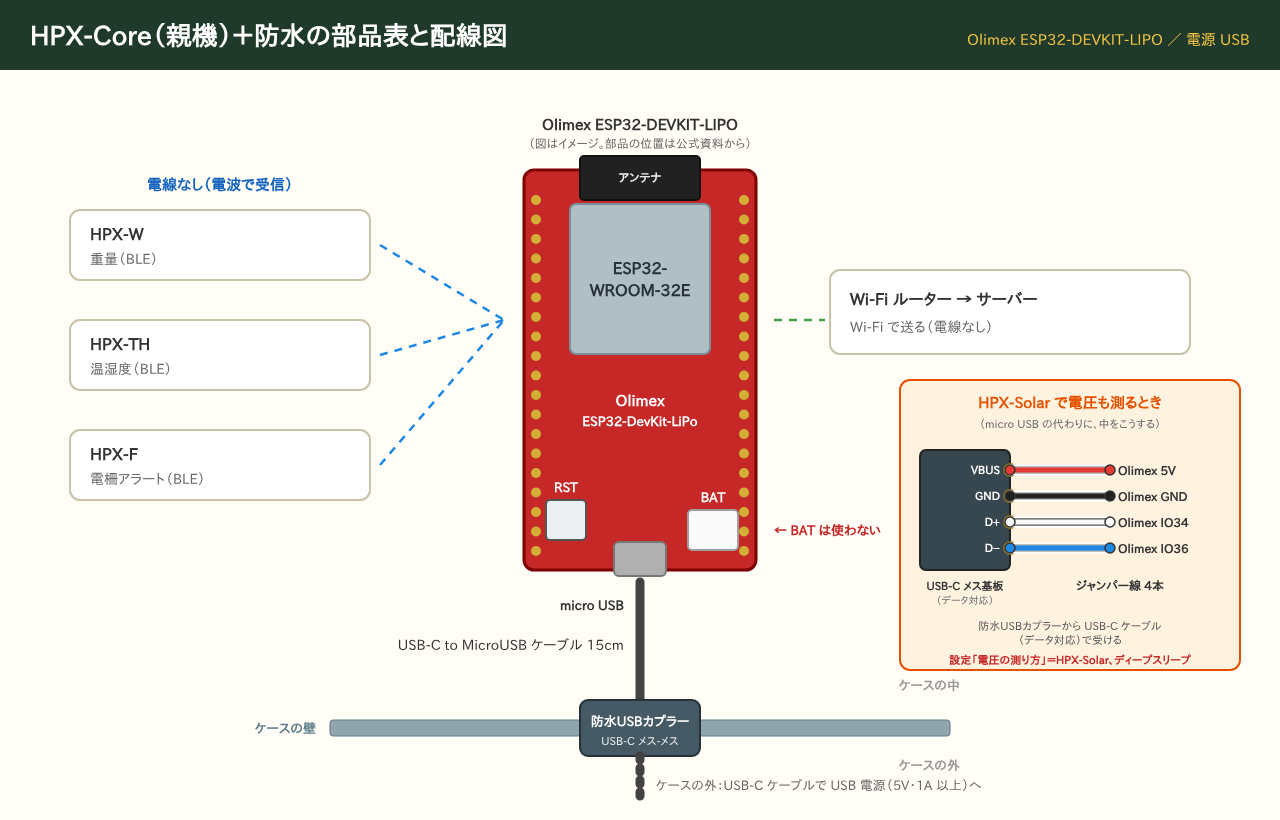 HPX-Core（親機）＋防水の部品表と配線図
Olimex ESP32-DEVKIT-LIPO ／ 電源 USB
Olimex ESP32-DEVKIT-LIPO
（図はイメージ。部品の位置は公式資料から）
アンテナ
電線なし（電波で受信）
HPX-W
重量（BLE）
HPX-TH
温湿度（BLE）
HPX-F
電柵アラート（BLE）
ESP32-
WROOM-32E
Olimex
ESP32-DevKit-LiPo
RST
BAT
← BAT は使わない
Wi-Fi ルーター → サーバー
Wi-Fi で送る（電線なし）
HPX-Solar で電圧も測るとき
（micro USB の代わりに、中をこうする）
VBUS
Olimex 5V
GND
Olimex GND
D+
Olimex IO34
D−
Olimex IO36
USB-C メス基板
（データ対応）
ジャンパー線 4本
防水USBカプラーから USB-C ケーブル
（データ対応）で受ける
設定「電圧の測り方」＝HPX-Solar、ディープスリープ
micro USB
USB-C to MicroUSB ケーブル 15cm
ケースの中
ケースの壁
防水USBカプラー
USB-C メス-メス
ケースの外
ケースの外：USB-C ケーブルで USB 電源（5V・1A 以上）へ